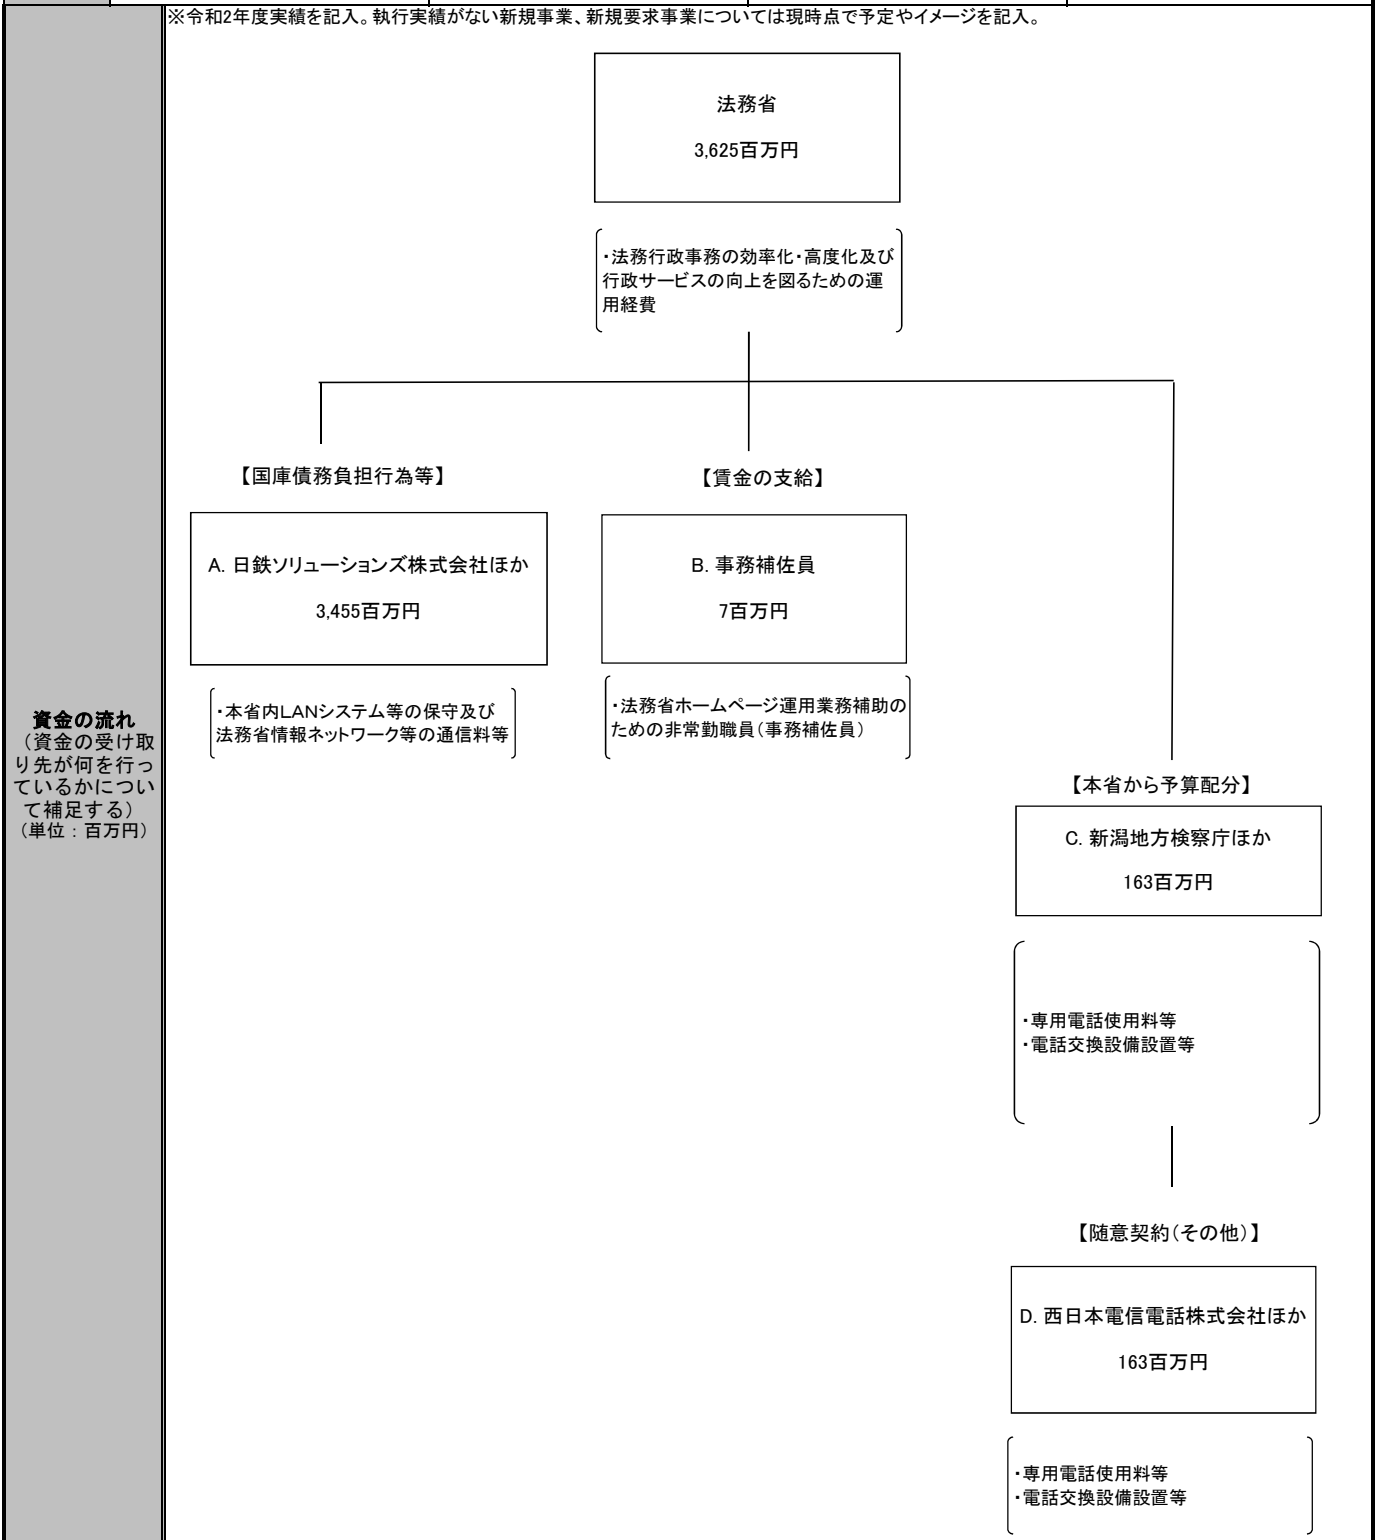 ※令和2年度実績を記入。執行実績がない新規事業、新規要求事業については現時点で予定やイメージを記入。
資金の流れ
（資金の受け取
り先が何を行っ
ているかについ
て補足する）
（単位：百万円）
法務省
3,625百万円
・法務行政事務の効率化・高度化及び
行政サービスの向上を図るための運
用経費
【国庫債務負担行為等】
A. 日鉄ソリューションズ株式会社ほか
3,455百万円
・本省内LANシステム等の保守及び
法務省情報ネットワーク等の通信料等
【賃金の支給】
B. 事務補佐員
7百万円
・法務省ホームページ運用業務補助の
ための非常勤職員（事務補佐員）
【本省から予算配分】
C. 新潟地方検察庁ほか
163百万円
・専用電話使用料等
・電話交換設備設置等
【随意契約（その他）】
D. 西日本電信電話株式会社ほか
163百万円
・専用電話使用料等
・電話交換設備設置等